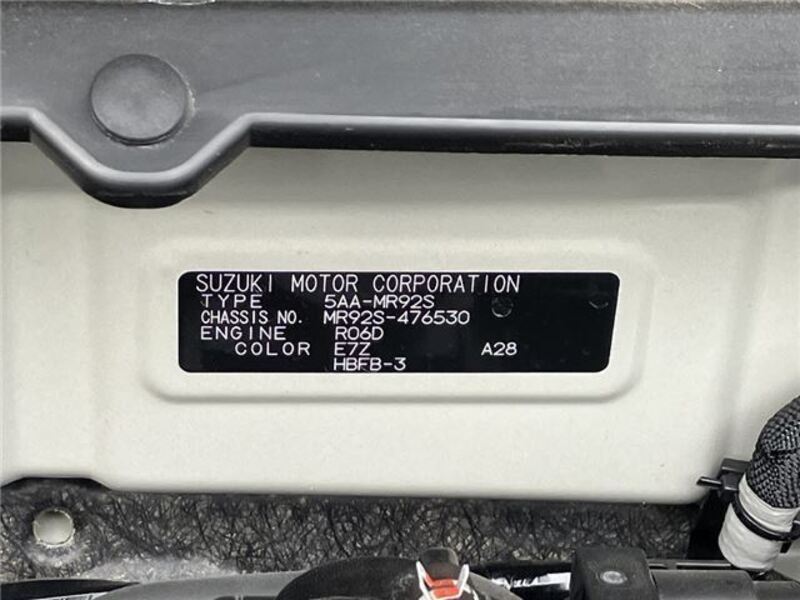 SUZUKI MOTOR CORPORATION
TYPE 5AA-MR92S
CHASSIS NO. MR92S-476530
ENGINE R06D
COLOR E7Z A28
HBFB-3